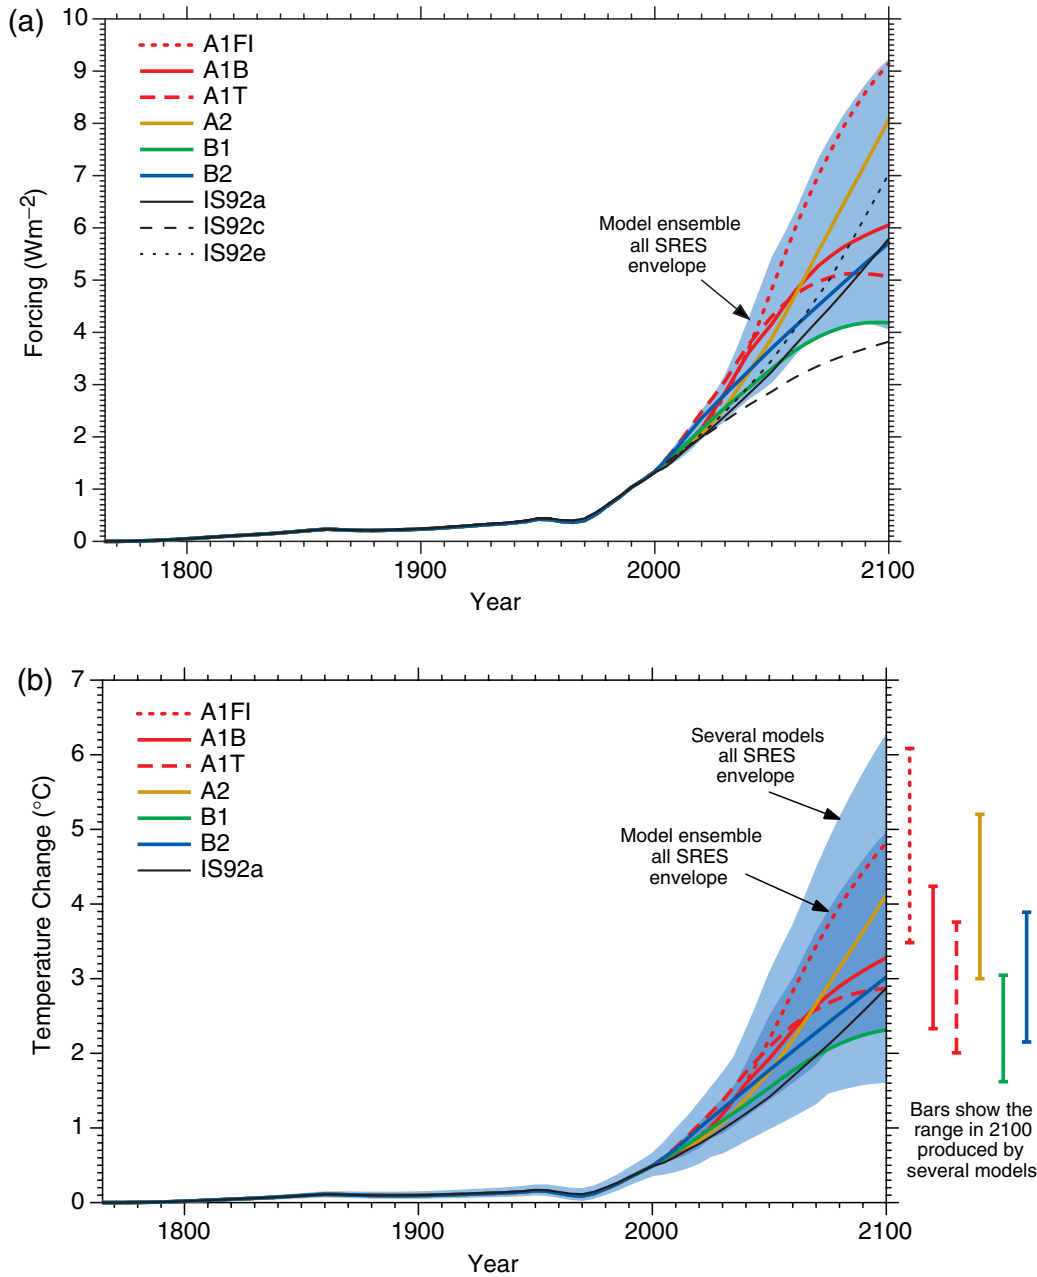 (a)
10
9
8
7
6
5
4
3
2
1
0
Forcing (Wm−2)
A1FI
A1B
A1T
A2
B1
B2
IS92a
IS92c
IS92e
Model ensemble
all SRES
envelope
1800
1900
2000
2100
Year
(b)
7
6
5
4
3
2
1
0
Temperature Change (°C)
A1FI
A1B
A1T
A2
B1
B2
IS92a
Several models
all SRES
envelope
Model ensemble
all SRES
envelope
Bars show the
range in 2100
produced by
several models
1800
1900
2000
2100
Year